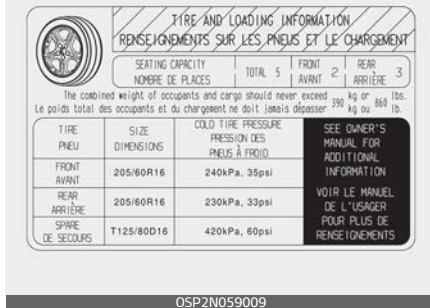 TIRE AND LOADING INFORMATION
RENSEIGNEMENTS SUR LES PNEUS ET LE CHARGEMENT
SEATING CAPACITY
NOMBRE DE PLACES
TOTAL 5
FRONT
AVANT 2
REAR
ARRIÈRE 3
The combined weight of occupants and cargo should never exceed 390 kg or 860 lbs.
Le poids total des occupants et du chargement ne doit jamais dépasser 390 kg ou 860 lb.
TIRE
PNEU
SIZE
DIMENSIONS
COLD TIRE PRESSURE
PRESSION DES
PNEUS À FROID
FRONT
AVANT
205/60R16
240kPa, 35psi
REAR
ARRIÈRE
205/60R16
230kPa, 33psi
SPARE
DE SECOURS
T125/80D16
420kPa, 60psi
SEE OWNER'S
MANUAL FOR
ADDITIONAL
INFORMATION
VOIR LE MANUEL
DE L'USAGER
POUR PLUS DE
RENSEIGNEMENTS
OSP2N059009